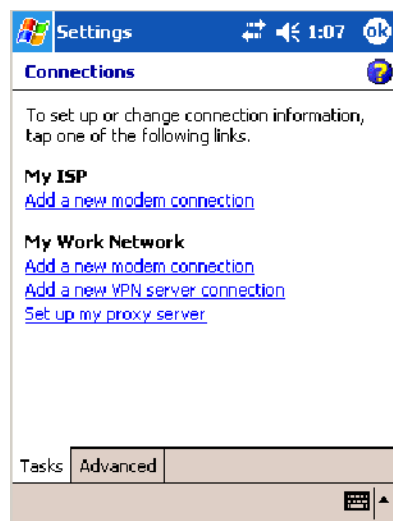 Settings 1:07 ok
Connections ?
To set up or change connection information,
tap one of the following links.
My ISP
Add a new modem connection
My Work Network
Add a new modem connection
Add a new VPN server connection
Set up my proxy server
Tasks Advanced